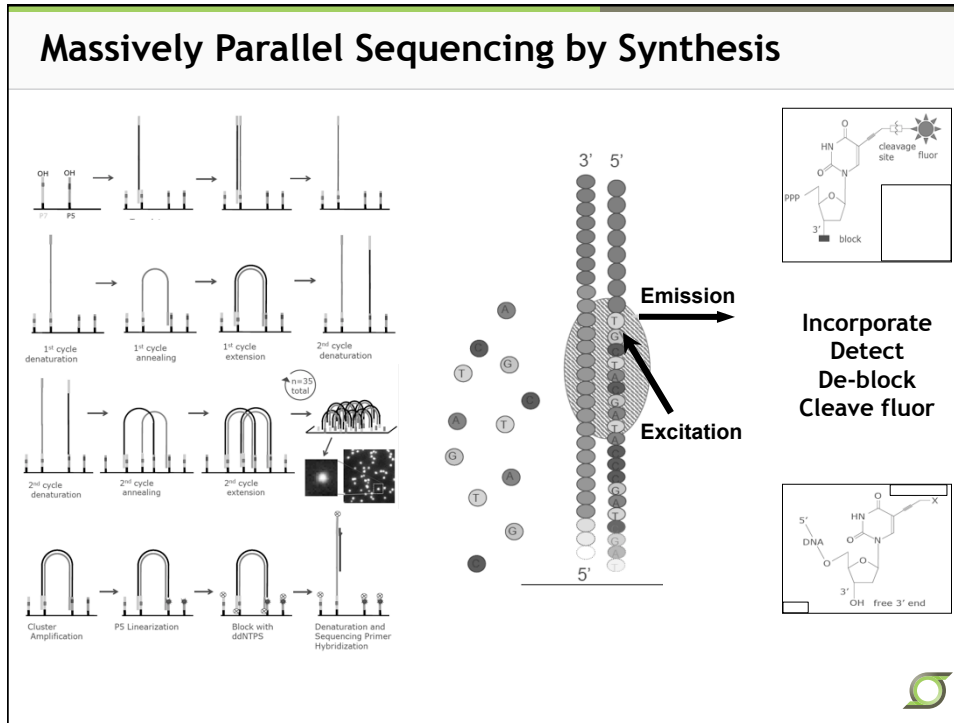 Massively Parallel Sequencing by Synthesis
OH OH
P7 P5
1st cycle
denaturation
1st cycle
annealing
1st cycle
extension
2nd cycle
denaturation
n=35
total
2nd cycle
denaturation
2nd cycle
annealing
2nd cycle
extension
Cluster
Amplification
P5 Linearization
Block with
ddNTPS
Denaturation and
Sequencing Primer
Hybridization
3’ 5’
A
C
G
T
C
A
T
G
A
T
G
C
T
G
C
T
A
C
G
A
T
A
C
C
C
G
A
T
C
G
A
T
5’
Emission
Excitation
O
HN
O
N
cleavage
site
fluor
PPP
O
3’
block
Incorporate
Detect
De-block
Cleave fluor
O
X
HN
5’
O
N
DNA
O
O
3’
OH free 3’ end